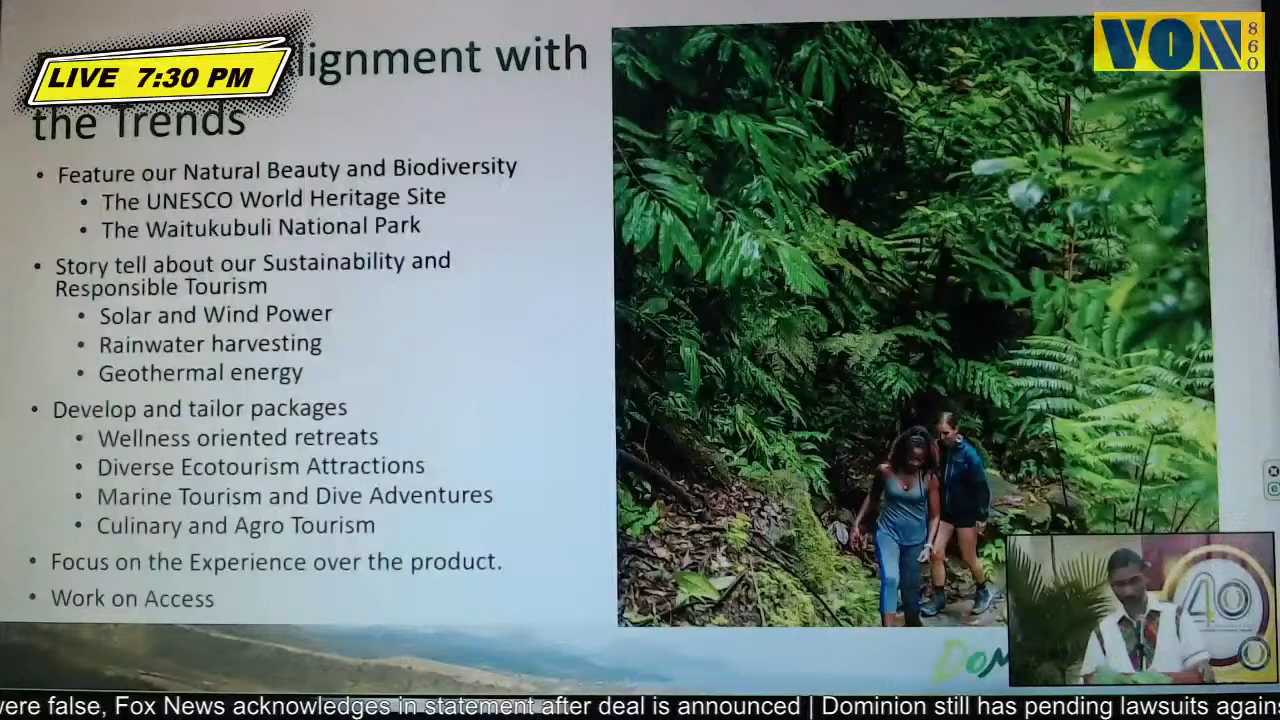 LIVE 7:30 PM
lignment with
the Trends
VON
860
• Feature our Natural Beauty and Biodiversity
• The UNESCO World Heritage Site
• The Waitukubuli National Park
• Story tell about our Sustainability and
Responsible Tourism
• Solar and Wind Power
• Rainwater harvesting
• Geothermal energy
• Develop and tailor packages
• Wellness oriented retreats
• Diverse Ecotourism Attractions
• Marine Tourism and Dive Adventures
• Culinary and Agro Tourism
• Focus on the Experience over the product.
• Work on Access
40
Dom
were false, Fox News acknowledges in statement after deal is announced | Dominion still has pending lawsuits agains